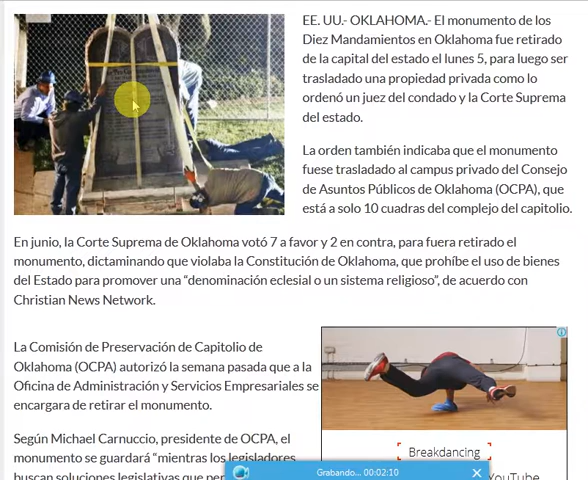 EE. UU.- OKLAHOMA.- El monumento de los
Diez Mandamientos en Oklahoma fue retirado
de la capital del estado el lunes 5, para luego ser
trasladado una propiedad privada como lo
ordenó un juez del condado y la Corte Suprema
del estado.
La orden también indicaba que el monumento
fuese trasladado al campus privado del Consejo
de Asuntos Públicos de Oklahoma (OCPA), que
está a solo 10 cuadras del complejo del capitolio.
En junio, la Corte Suprema de Oklahoma votó 7 a favor y 2 en contra, para fuera retirado el
monumento, dictaminando que violaba la Constitución de Oklahoma, que prohíbe el uso de bienes
del Estado para promover una “denominación eclesial o un sistema religioso”, de acuerdo con
Christian News Network.
La Comisión de Preservación de Capitolio de
Oklahoma (OCPA) autorizó la semana pasada que a la
Oficina de Administración y Servicios Empresariales se
encargara de retirar el monumento.
Según Michael Carnuccio, presidente de OCPA, el
monumento se guardará “mientras los legisladores
buscan soluciones legislativas que
Breakdancing
YouTube
Grabando... 00:02:10